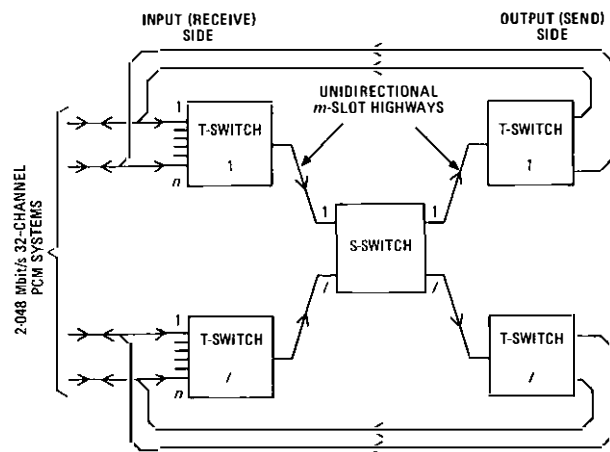 INPUT (RECEIVE)
SIDE
OUTPUT (SEND)
SIDE
UNIDIRECTIONAL
m-SLOT HIGHWAYS
2·048 Mbit/s 32-CHANNEL
PCM SYSTEMS
1
n
T-SWITCH
1
T-SWITCH
1
1
S-SWITCH
1
l
l
1
n
T-SWITCH
l
T-SWITCH
l